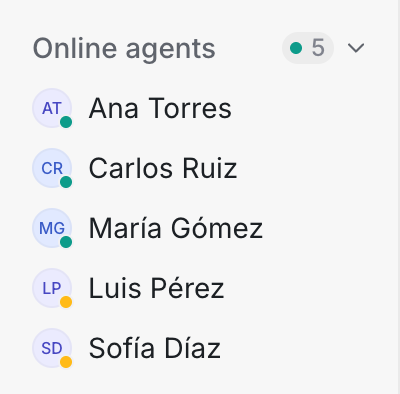 Online agents 5
AT Ana Torres
CR Carlos Ruiz
MG María Gómez
LP Luis Pérez
SD Sofía Díaz